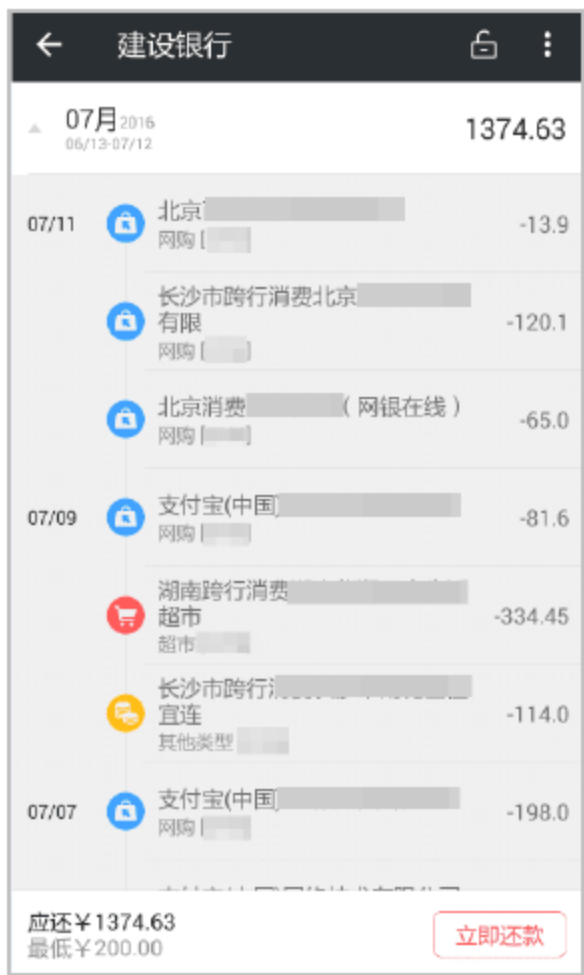 建设银行
07月2016
1374.63
06/13-07/12
07/11
北京
-13.9
网购 [
长沙市跨行消费北京
有限
-120.1
网购 [ ]
北京消费 ( 网银在线 )
-65.0
网购 [ ]
07/09
支付宝(中国)
-81.6
网购 [
湖南跨行消费
超市
-334.45
超市
长沙市跨行
宜连
-114.0
其他类型
07/07
支付宝(中国)
-198.0
网购 [
应还¥1374.63
最低¥200.00
立即还款